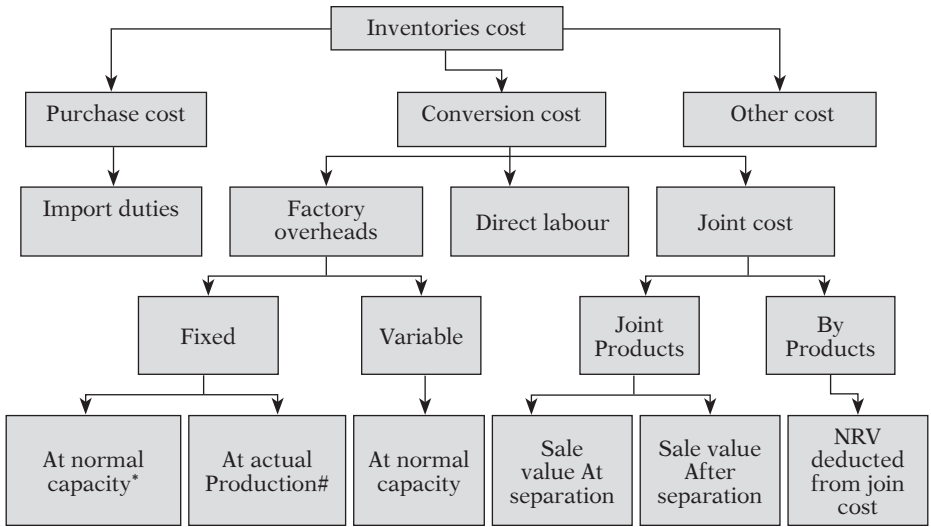 Inventories cost
Purchase cost
Conversion cost
Other cost
Import duties
Factory
overheads
Direct labour
Joint cost
Fixed
Variable
Joint
Products
By
Products
At normal
capacity*
At actual
Production#
At normal
capacity
Sale
value At
separation
Sale value
After
separation
NRV
deducted
from join
cost